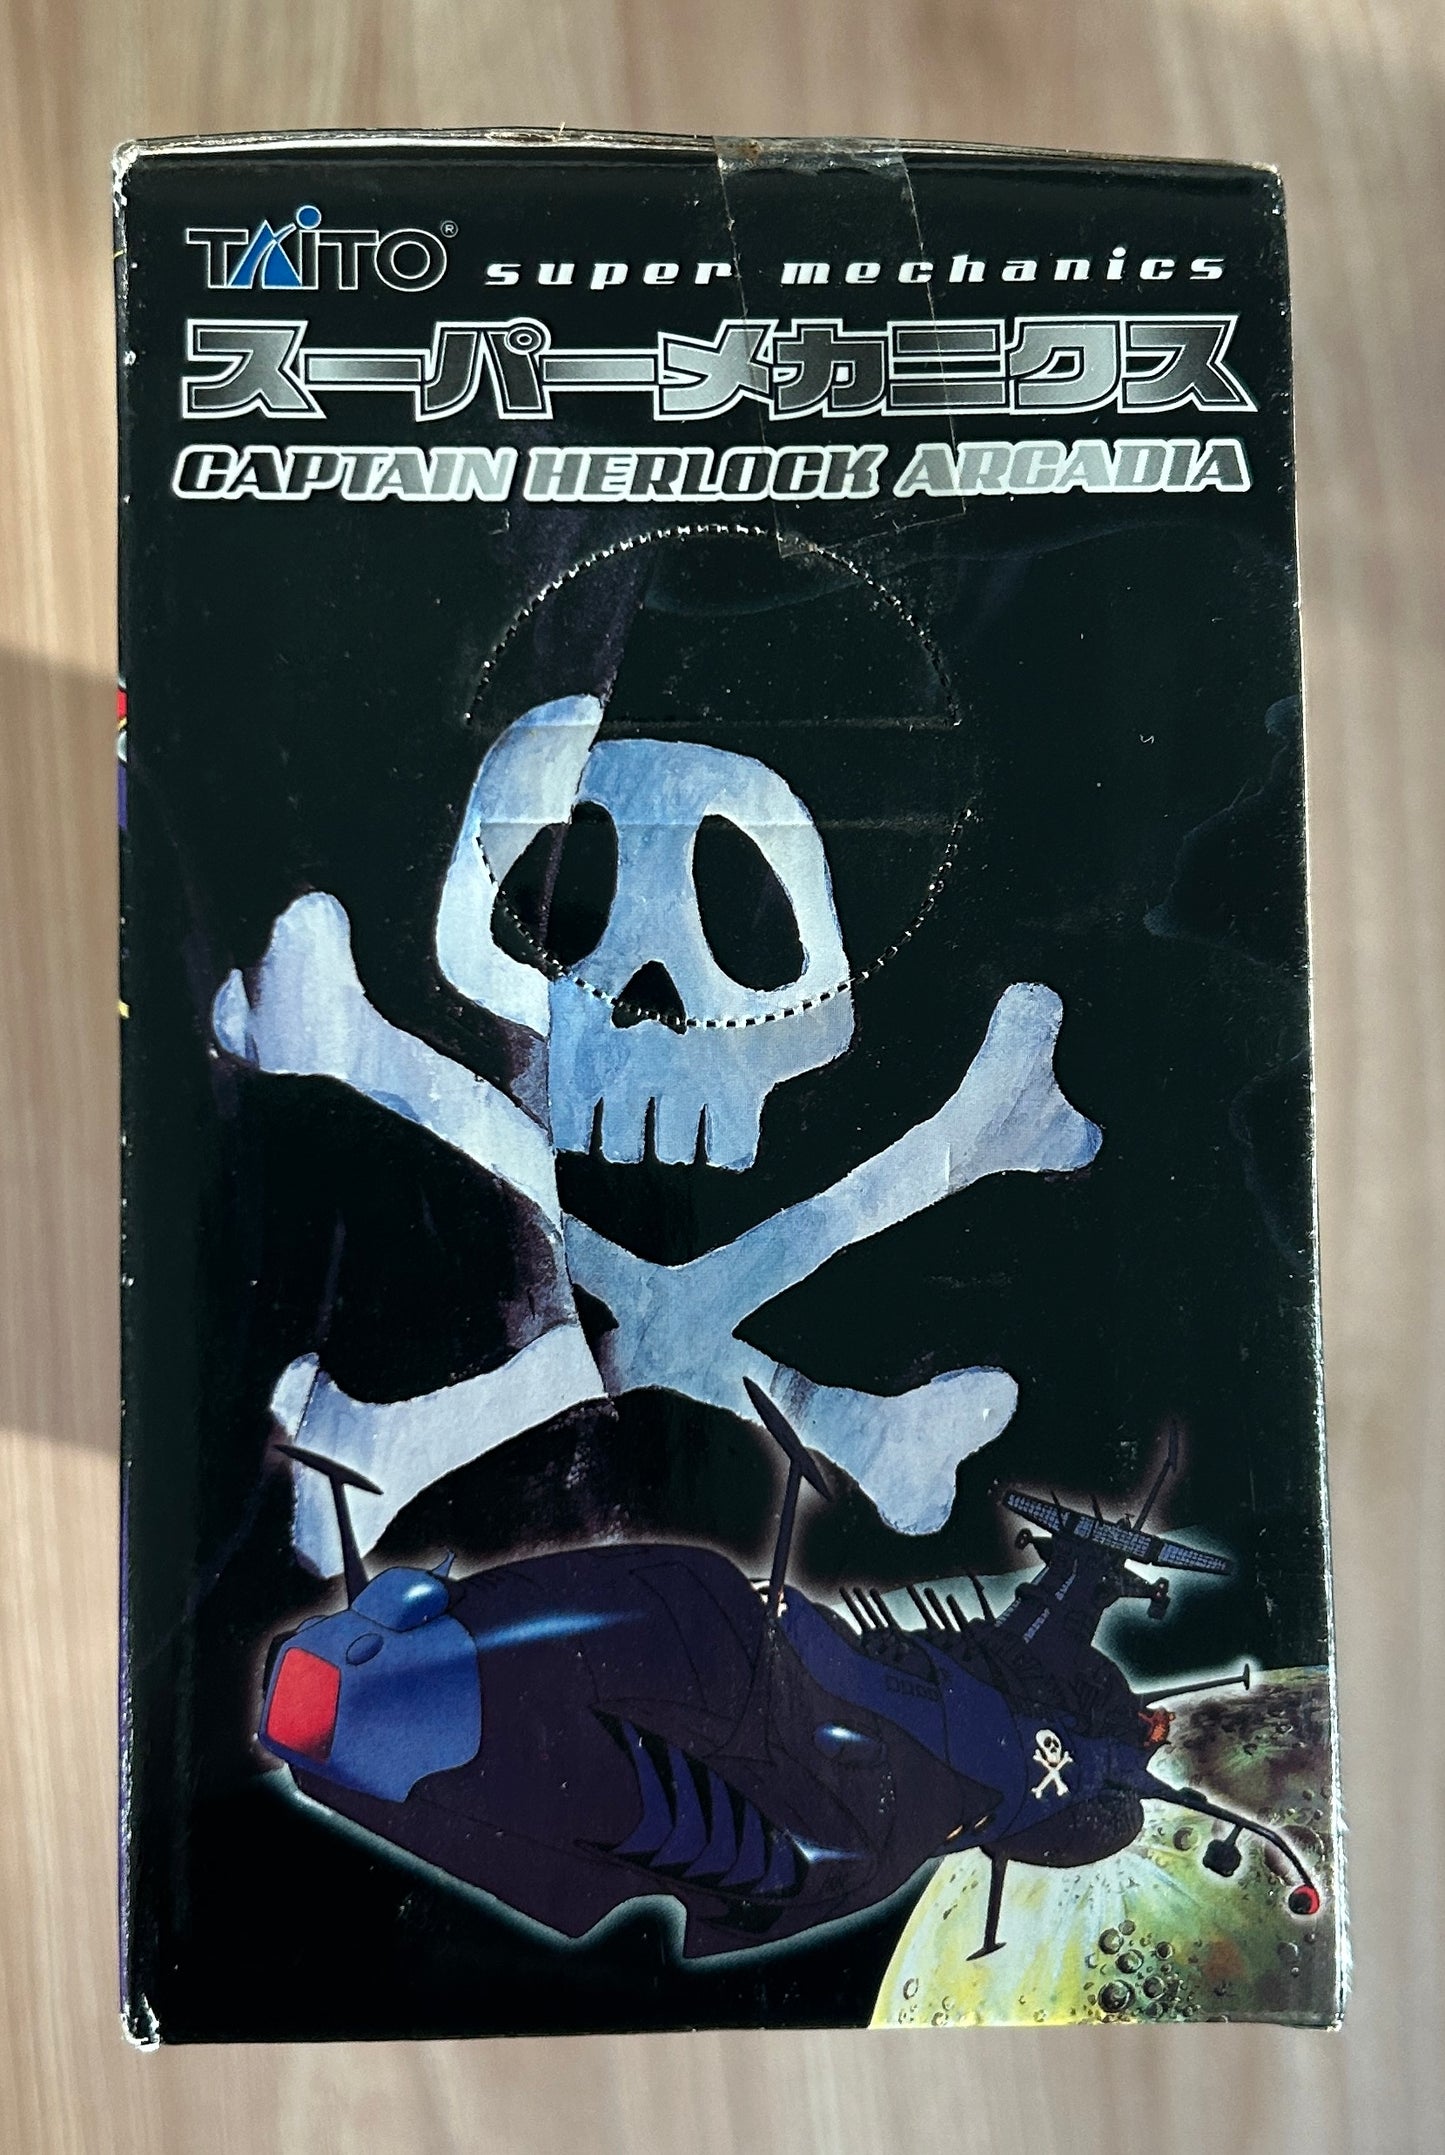 TAITO® super mechanics
スーパーメカニクス
CAPTAIN HERLOCK ARCADIA